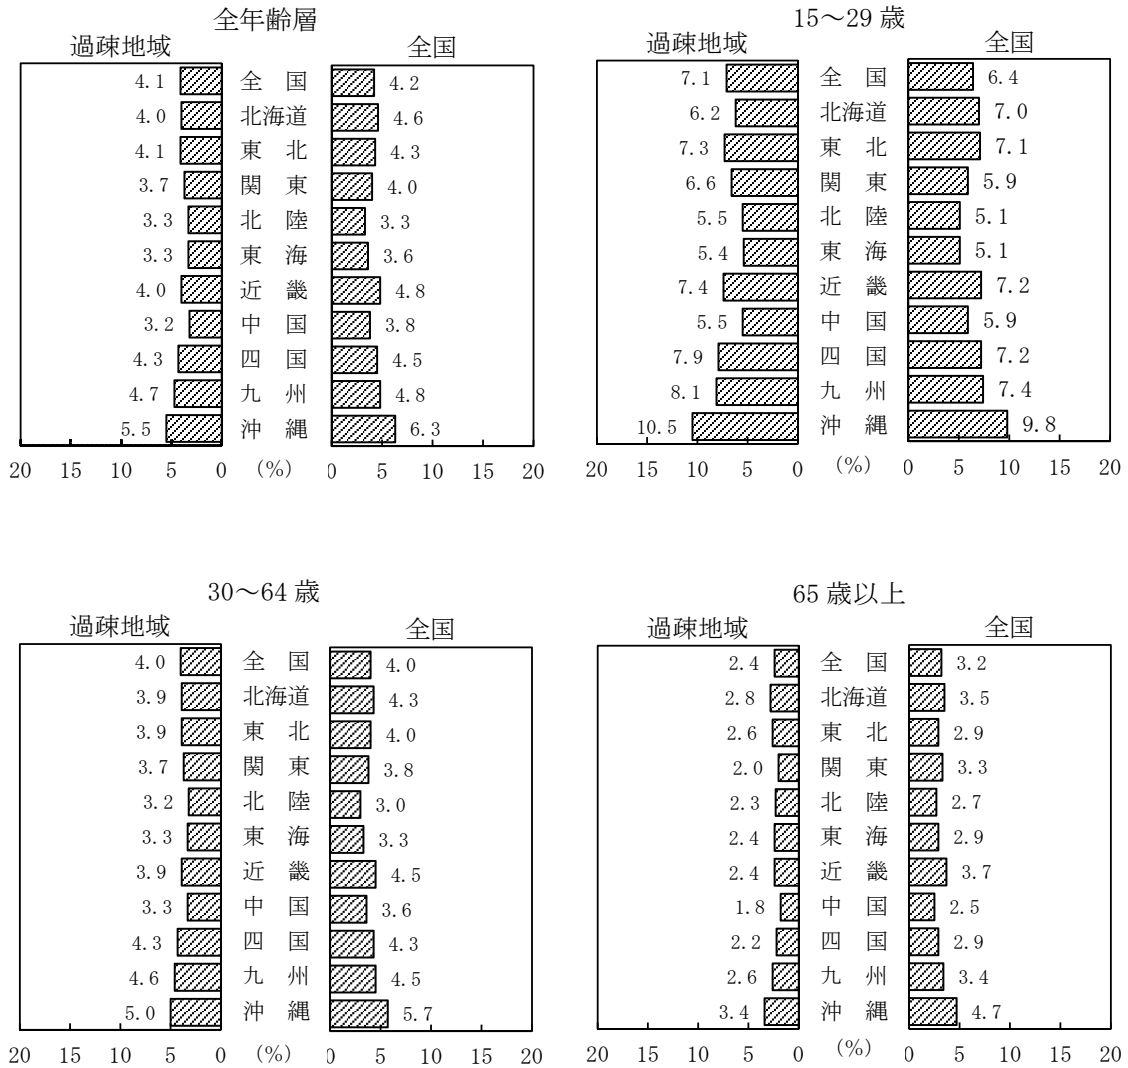 全年齢層
過疎地域 全国
4.1 全 国 4.2
4.0 北海道 4.6
4.1 東 北 4.3
3.7 関 東 4.0
3.3 北 陸 3.3
3.3 東 海 3.6
4.0 近 畿 4.8
3.2 中 国 3.8
4.3 四 国 4.5
4.7 九 州 4.8
5.5 沖 縄 6.3
20 15 10 5 0 (%) 0 5 10 15 20
15～29 歳
過疎地域 全国
7.1 全 国 6.4
6.2 北海道 7.0
7.3 東 北 7.1
6.6 関 東 5.9
5.5 北 陸 5.1
5.4 東 海 5.1
7.4 近 畿 7.2
5.5 中 国 5.9
7.9 四 国 7.2
8.1 九 州 7.4
10.5 沖 縄 9.8
20 15 10 5 0 (%) 0 5 10 15 20
30～64 歳
過疎地域 全国
4.0 全 国 4.0
3.9 北海道 4.3
3.9 東 北 4.0
3.7 関 東 3.8
3.2 北 陸 3.0
3.3 東 海 3.3
3.9 近 畿 4.5
3.3 中 国 3.6
4.3 四 国 4.3
4.6 九 州 4.5
5.0 沖 縄 5.7
20 15 10 5 0 (%) 0 5 10 15 20
65 歳以上
過疎地域 全国
2.4 全 国 3.2
2.8 北海道 3.5
2.6 東 北 2.9
2.0 関 東 3.3
2.3 北 陸 2.7
2.4 東 海 2.9
2.4 近 畿 3.7
1.8 中 国 2.5
2.2 四 国 2.9
2.6 九 州 3.4
3.4 沖 縄 4.7
20 15 10 5 0 (%) 0 5 10 15 20